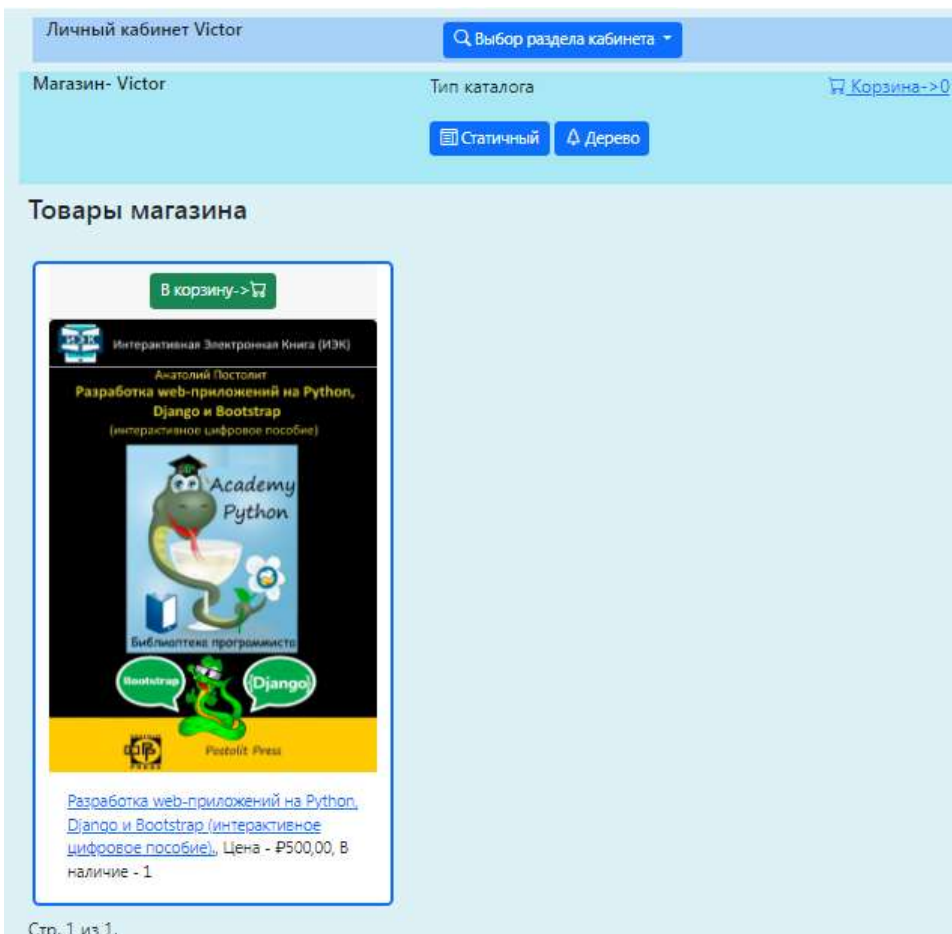 Личный кабинет Victor
Выбор раздела кабинета
Магазин- Victor
Тип каталога
Корзина->0
Статичный
Дерево
Товары магазина
В корзину->
ИЭК
Интерактивная Электронная Книга (ИЭК)
Анатолий Постолит
Разработка web-приложений на Python,
Django и Bootstrap
(интерактивное цифровое пособие)
Academy
Python
Библиотека программиста
Bootstrap
{Django}
Postolit Press
Разработка web-приложений на Python,
Django и Bootstrap (интерактивное
цифровое пособие)., Цена - ₽500,00, В
наличие - 1
Стр. 1 из 1.